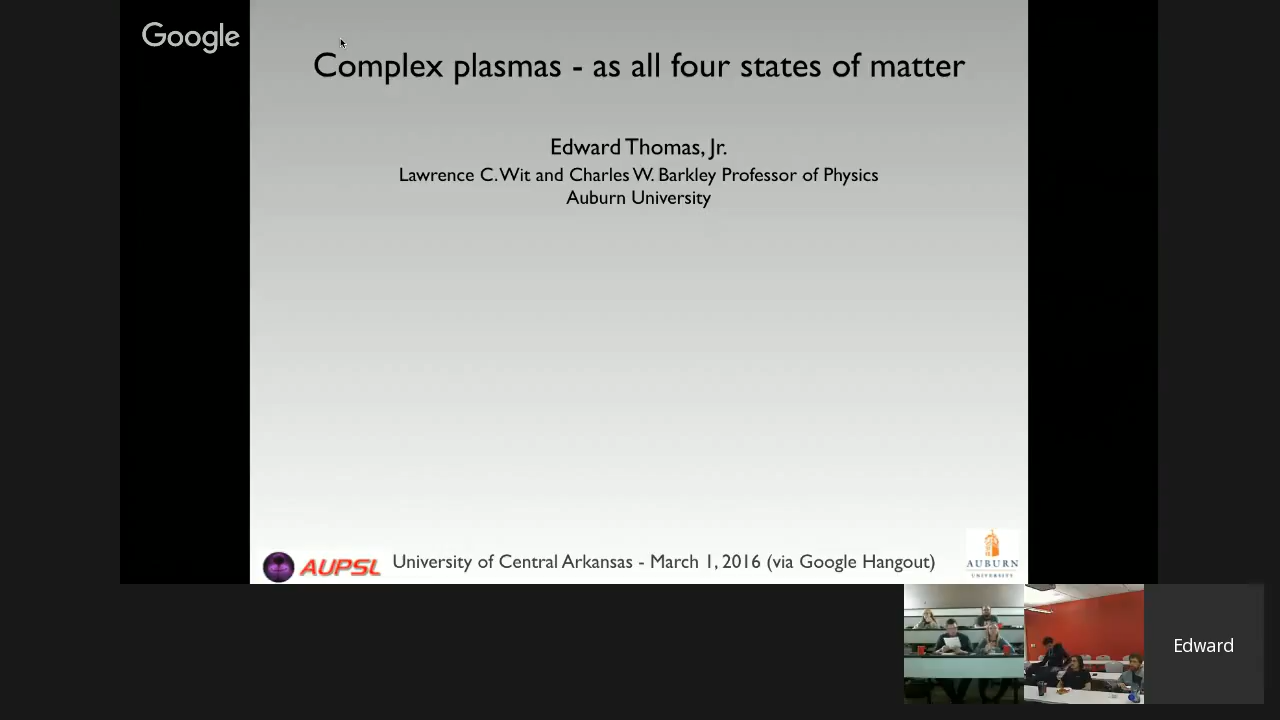 Google
Complex plasmas - as all four states of matter
Edward Thomas, Jr.
Lawrence C. Wit and Charles W. Barkley Professor of Physics
Auburn University
AUPSL
University of Central Arkansas - March 1, 2016 (via Google Hangout)
AUBURN
UNIVERSITY
Edward